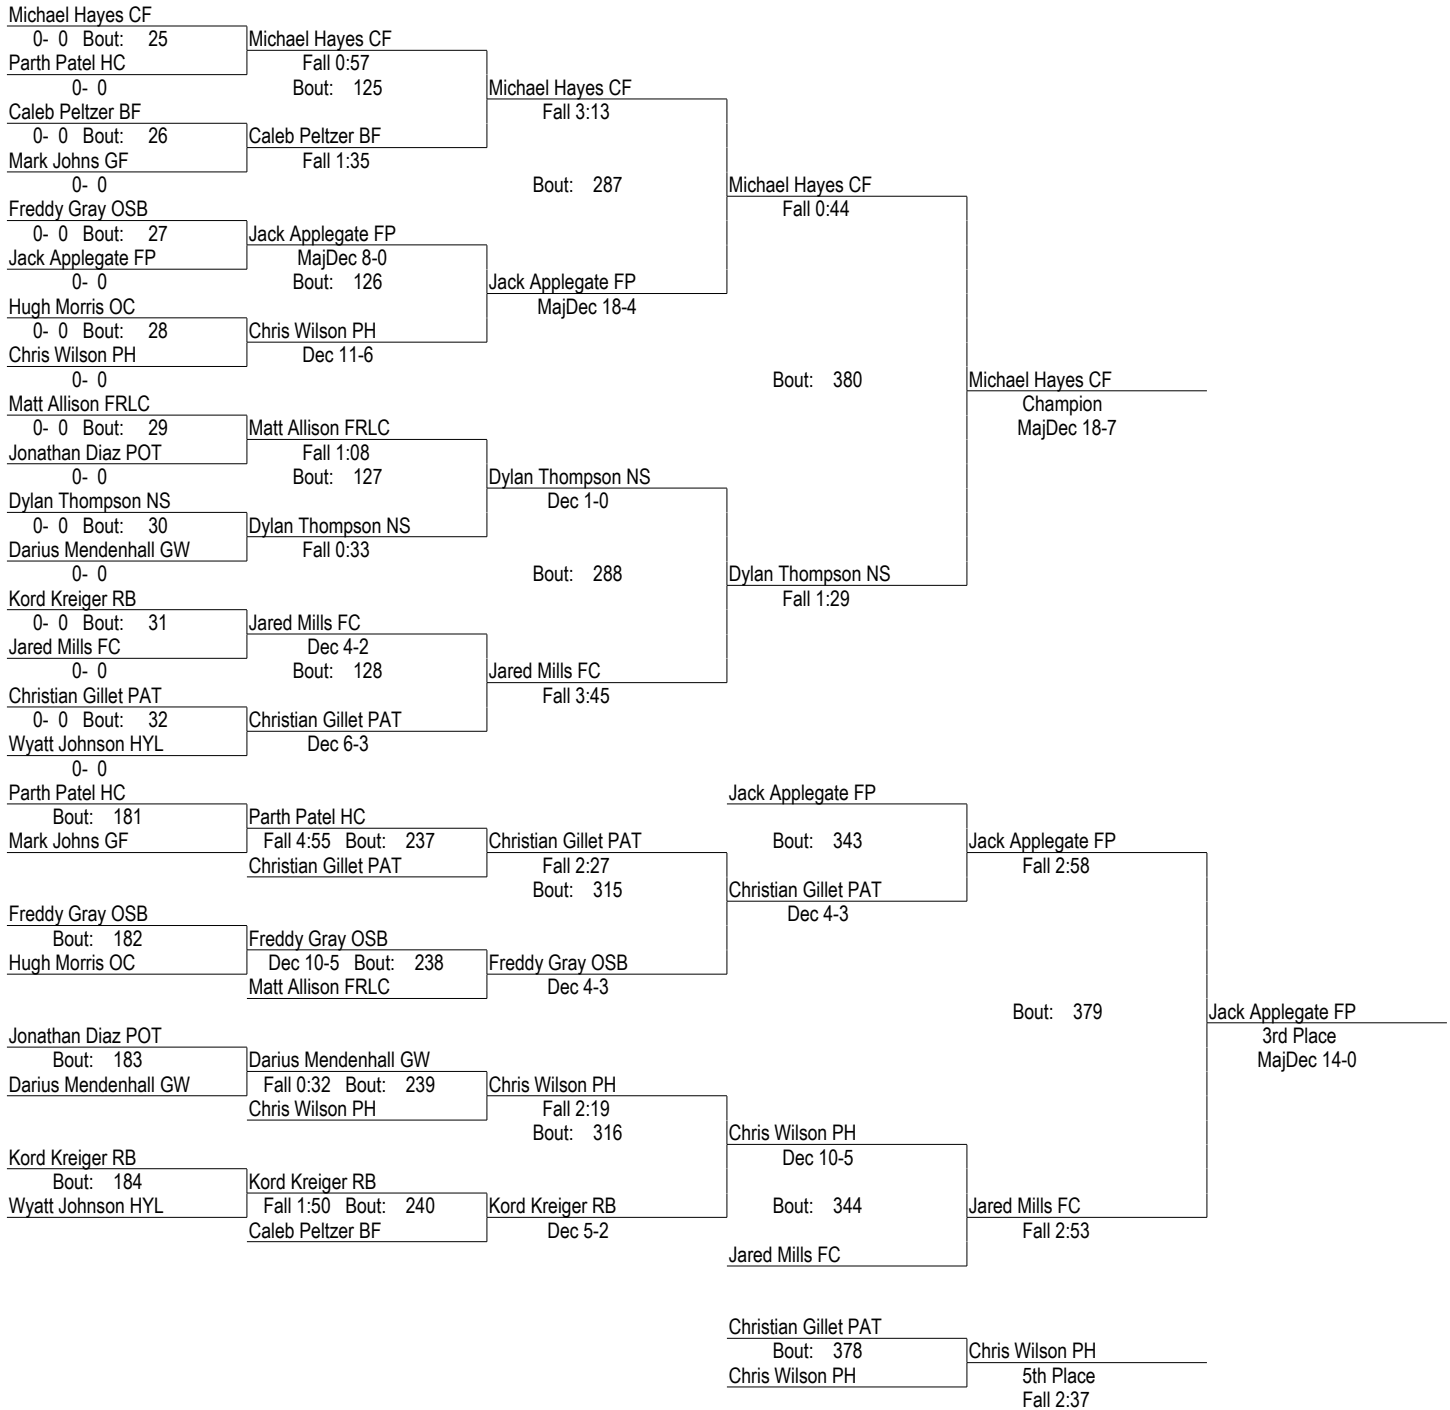 Michael Hayes CF
0- 0 Bout: 25
Michael Hayes CF
Parth Patel HC
Fall 0:57
0- 0
Bout: 125
Michael Hayes CF
Caleb Peltzer BF
Fall 3:13
0- 0 Bout: 26
Caleb Peltzer BF
Mark Johns GF
Fall 1:35
0- 0
Bout: 287
Michael Hayes CF
Freddy Gray OSB
Fall 0:44
0- 0 Bout: 27
Jack Applegate FP
Jack Applegate FP
MajDec 8-0
0- 0
Bout: 126
Jack Applegate FP
Hugh Morris OC
MajDec 18-4
0- 0 Bout: 28
Chris Wilson PH
Chris Wilson PH
Dec 11-6
0- 0
Bout: 380
Michael Hayes CF
Matt Allison FRLC
Champion
0- 0 Bout: 29
Matt Allison FRLC
MajDec 18-7
Jonathan Diaz POT
Fall 1:08
0- 0
Bout: 127
Dylan Thompson NS
Dylan Thompson NS
Dec 1-0
0- 0 Bout: 30
Dylan Thompson NS
Darius Mendenhall GW
Fall 0:33
0- 0
Bout: 288
Dylan Thompson NS
Kord Kreiger RB
Fall 1:29
0- 0 Bout: 31
Jared Mills FC
Jared Mills FC
Dec 4-2
0- 0
Bout: 128
Jared Mills FC
Christian Gillet PAT
Fall 3:45
0- 0 Bout: 32
Christian Gillet PAT
Wyatt Johnson HYL
Dec 6-3
0- 0
Parth Patel HC
Jack Applegate FP
Bout: 181
Parth Patel HC
Mark Johns GF
Fall 4:55 Bout: 237
Christian Gillet PAT
Bout: 343
Jack Applegate FP
Christian Gillet PAT
Fall 2:27
Fall 2:58
Bout: 315
Christian Gillet PAT
Freddy Gray OSB
Dec 4-3
Bout: 182
Freddy Gray OSB
Hugh Morris OC
Dec 10-5 Bout: 238
Freddy Gray OSB
Matt Allison FRLC
Dec 4-3
Bout: 379
Jack Applegate FP
Jonathan Diaz POT
3rd Place
Bout: 183
Darius Mendenhall GW
MajDec 14-0
Darius Mendenhall GW
Fall 0:32 Bout: 239
Chris Wilson PH
Chris Wilson PH
Fall 2:19
Bout: 316
Chris Wilson PH
Kord Kreiger RB
Dec 10-5
Bout: 184
Kord Kreiger RB
Wyatt Johnson HYL
Fall 1:50 Bout: 240
Kord Kreiger RB
Bout: 344
Jared Mills FC
Caleb Peltzer BF
Dec 5-2
Fall 2:53
Jared Mills FC
Christian Gillet PAT
Bout: 378
Chris Wilson PH
Chris Wilson PH
5th Place
Fall 2:37